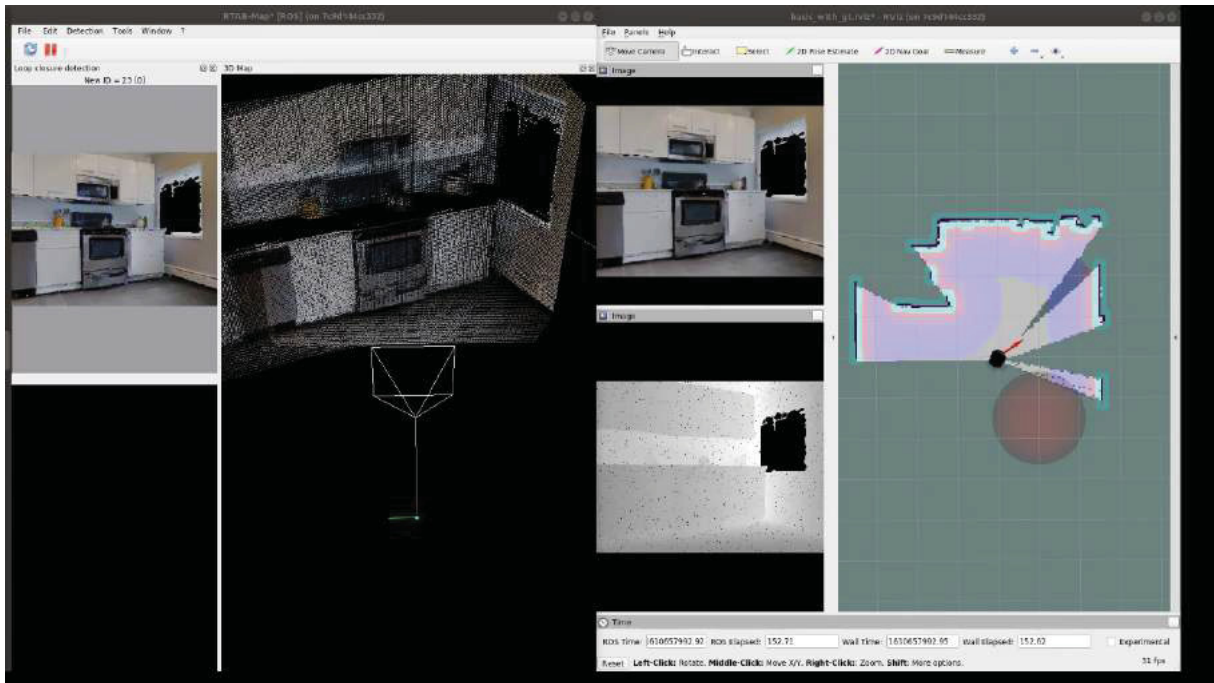 RTAB-Map* [ROS]
File Edit Detection Tools Window ?
Loop closure detection
3D Map
New ID = 23 (0)
File Panels Help
Move Camera Interact Select 2D Pose Estimate 2D Nav Goal Measure
Image
Image
Time
ROS Time: 1610657992.92 ROS Elapsed: 152.71 Wall Time: 1610657992.95 Wall Elapsed: 152.62 Experimental
Reset Left-Click: Rotate. Middle-Click: Move X/Y. Right-Click: Zoom. Shift: More options. 31 fps